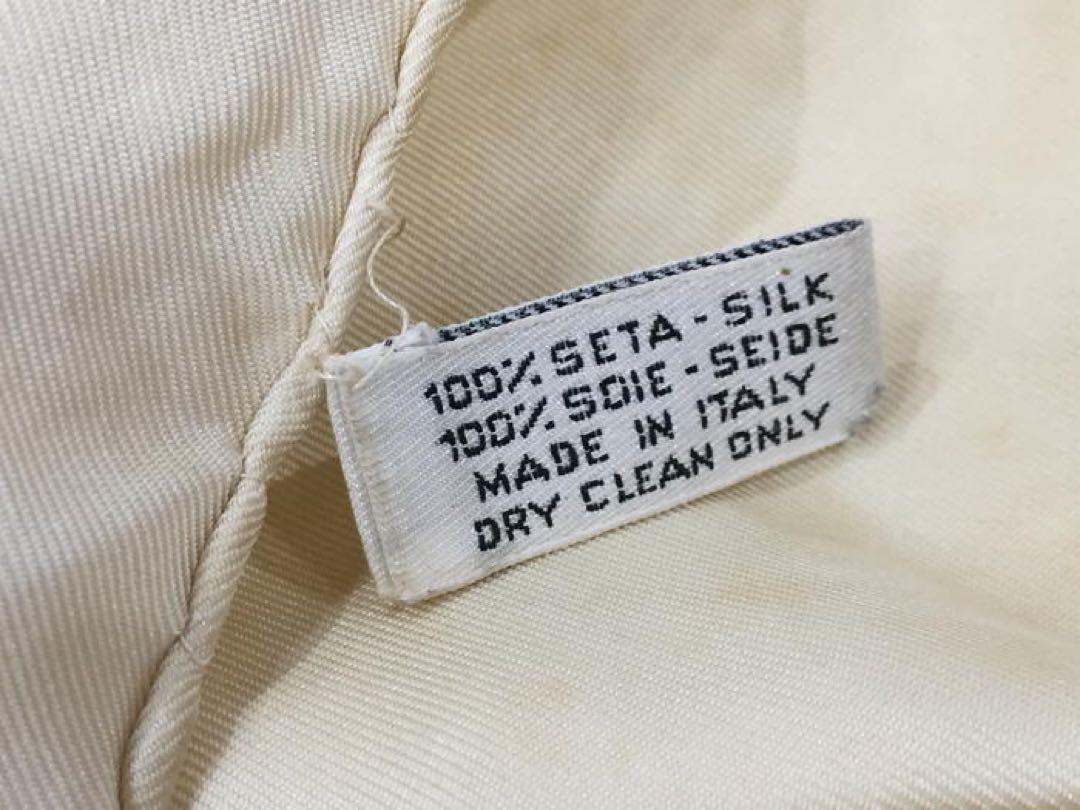 100% SETA - SILK
100% SOIE - SEIDE
MADE IN ITALY
DRY CLEAN ONLY